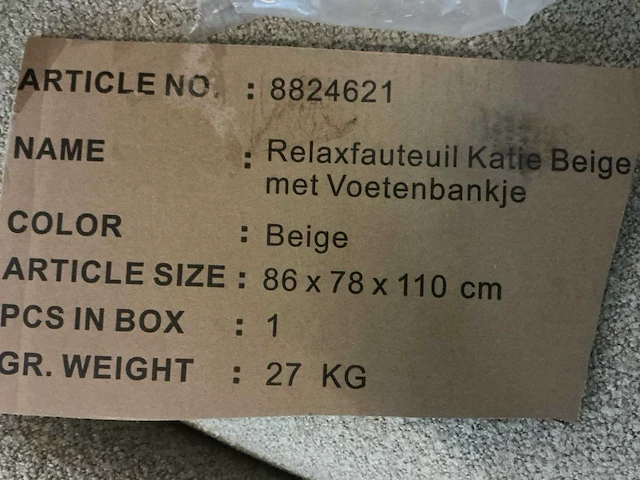 ARTICLE NO. : 8824621
NAME : Relaxfauteuil Katie Beige
met Voetenbankje
COLOR : Beige
ARTICLE SIZE : 86 x 78 x 110 cm
PCS IN BOX : 1
GR. WEIGHT : 27 KG